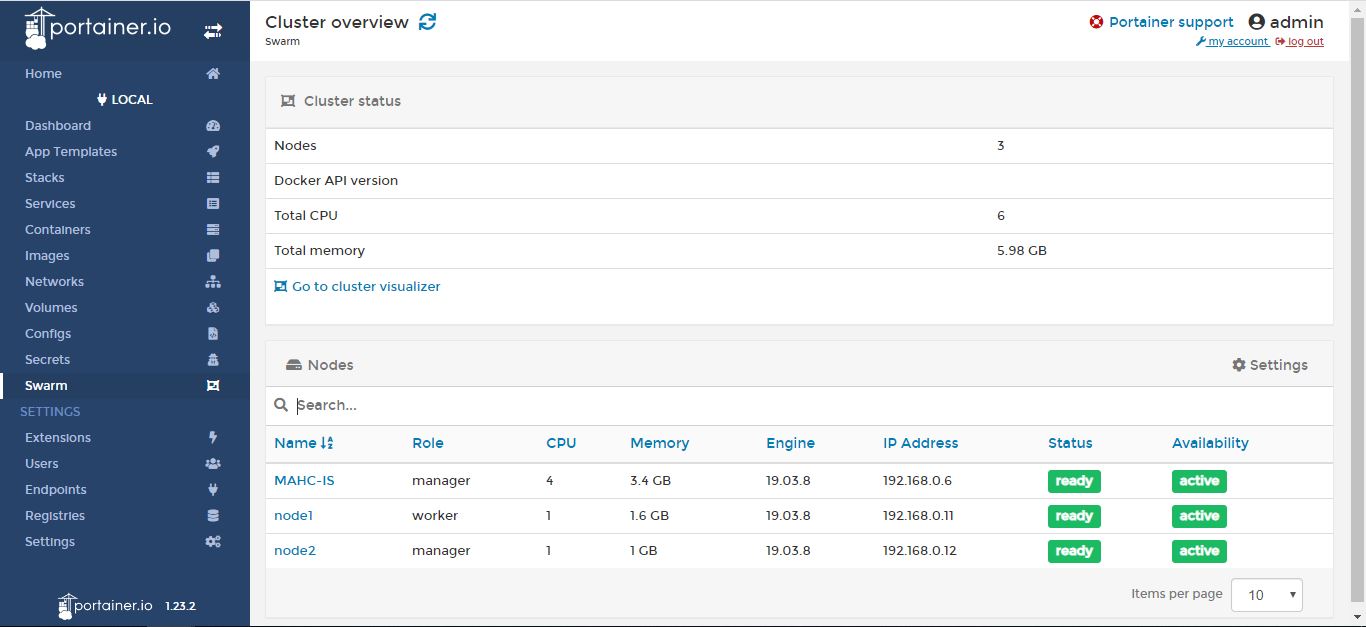 portainer.io
Home
LOCAL
Dashboard
App Templates
Stacks
Services
Containers
Images
Networks
Volumes
Configs
Secrets
Swarm
SETTINGS
Extensions
Users
Endpoints
Registries
Settings
portainer.io 1.23.2
Cluster overview
Swarm
Portainer support admin
my account log out
Cluster status
Nodes 3
Docker API version
Total CPU 6
Total memory 5.98 GB
Go to cluster visualizer
Nodes Settings
Search...
Name Role CPU Memory Engine IP Address Status Availability
MAHC-IS manager 4 3.4 GB 19.03.8 192.168.0.6 ready active
node1 worker 1 1.6 GB 19.03.8 192.168.0.11 ready active
node2 manager 1 1 GB 19.03.8 192.168.0.12 ready active
Items per page 10